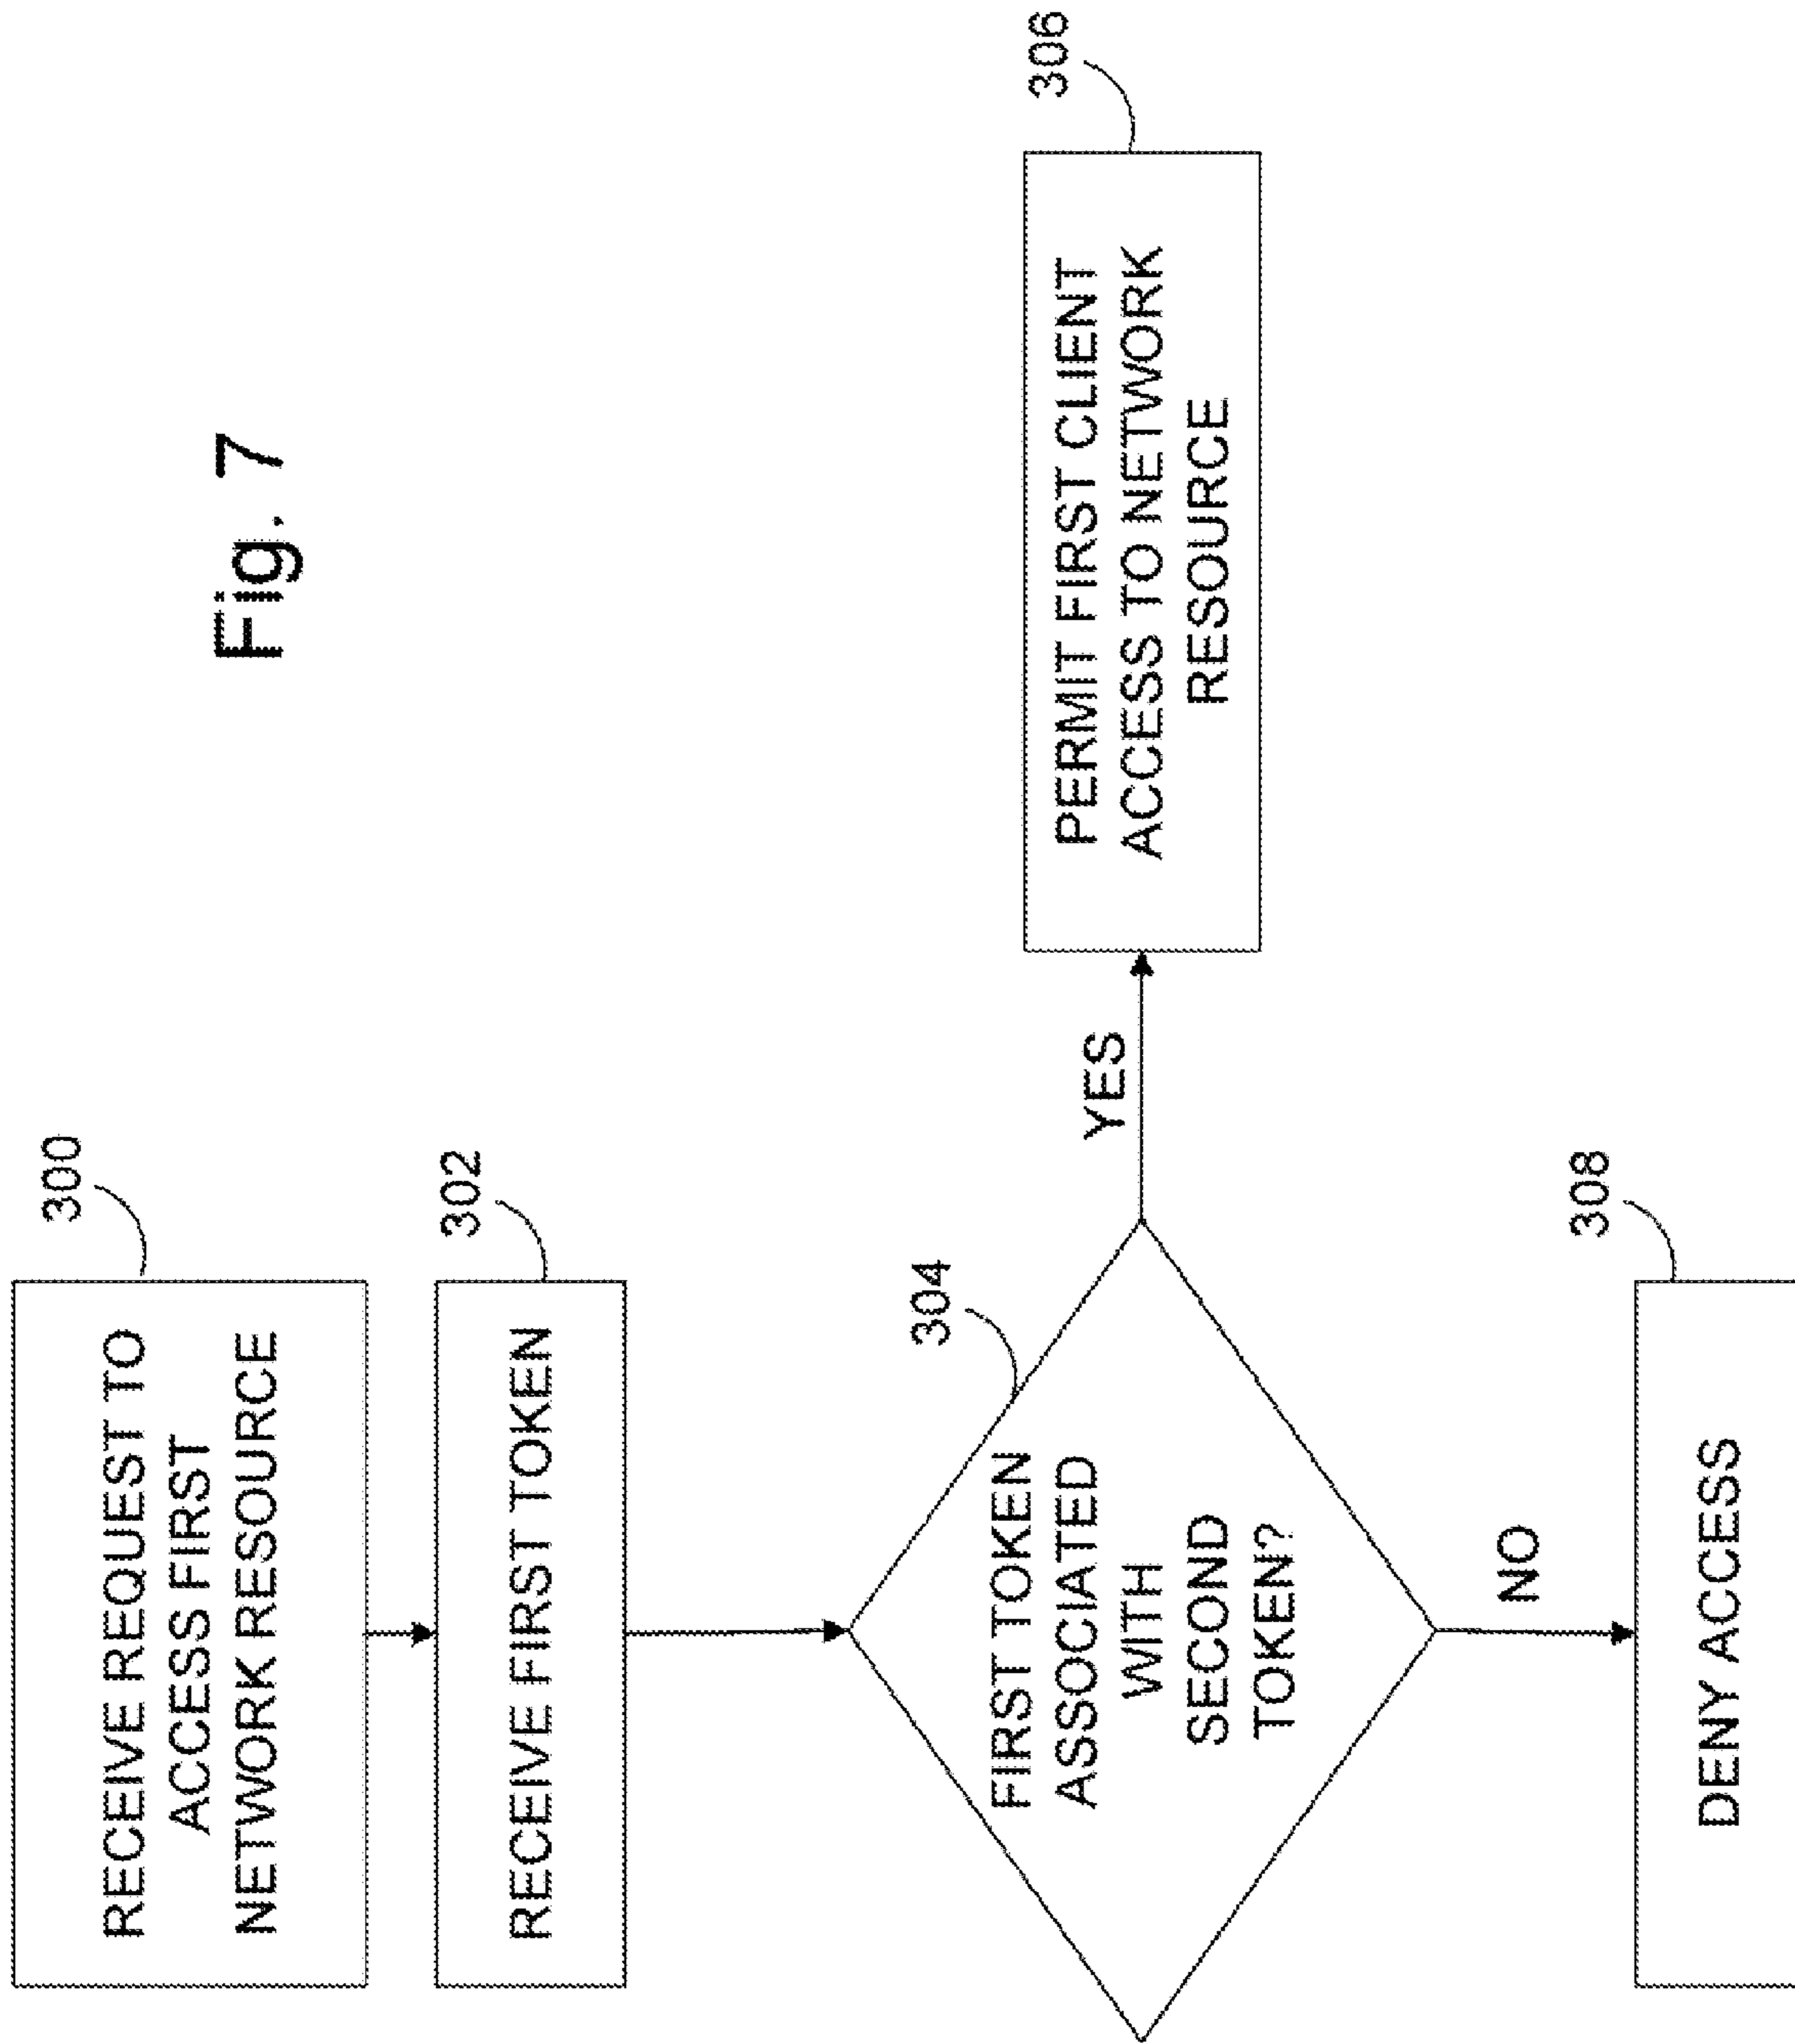 Fig. 7
300
RECEIVE REQUEST TO
ACCESS FIRST
NETWORK RESOURCE
302
RECEIVE FIRST TOKEN
304
FIRST TOKEN
ASSOCIATED
WITH
SECOND
TOKEN?
YES
306
PERMIT FIRST CLIENT
ACCESS TO NETWORK
RESOURCE
NO
308
DENY ACCESS